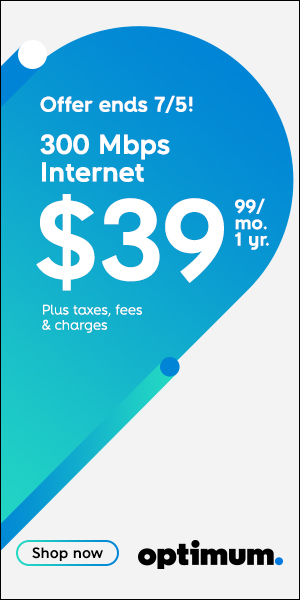 Offer ends 7/5!
300 Mbps
Internet
$39
99/
mo.
1 yr.
Plus taxes, fees
& charges
Shop now
optimum.